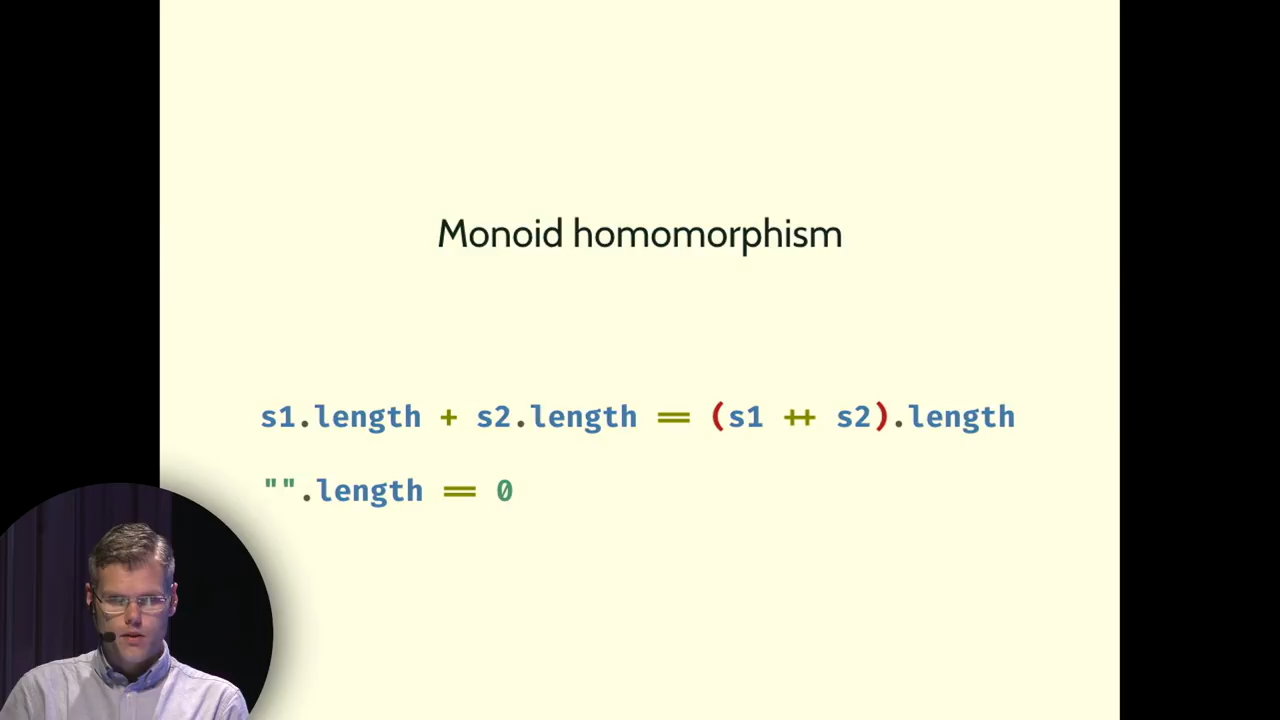 Monoid homomorphism
s1.length + s2.length == (s1 ++ s2).length
"".length == 0